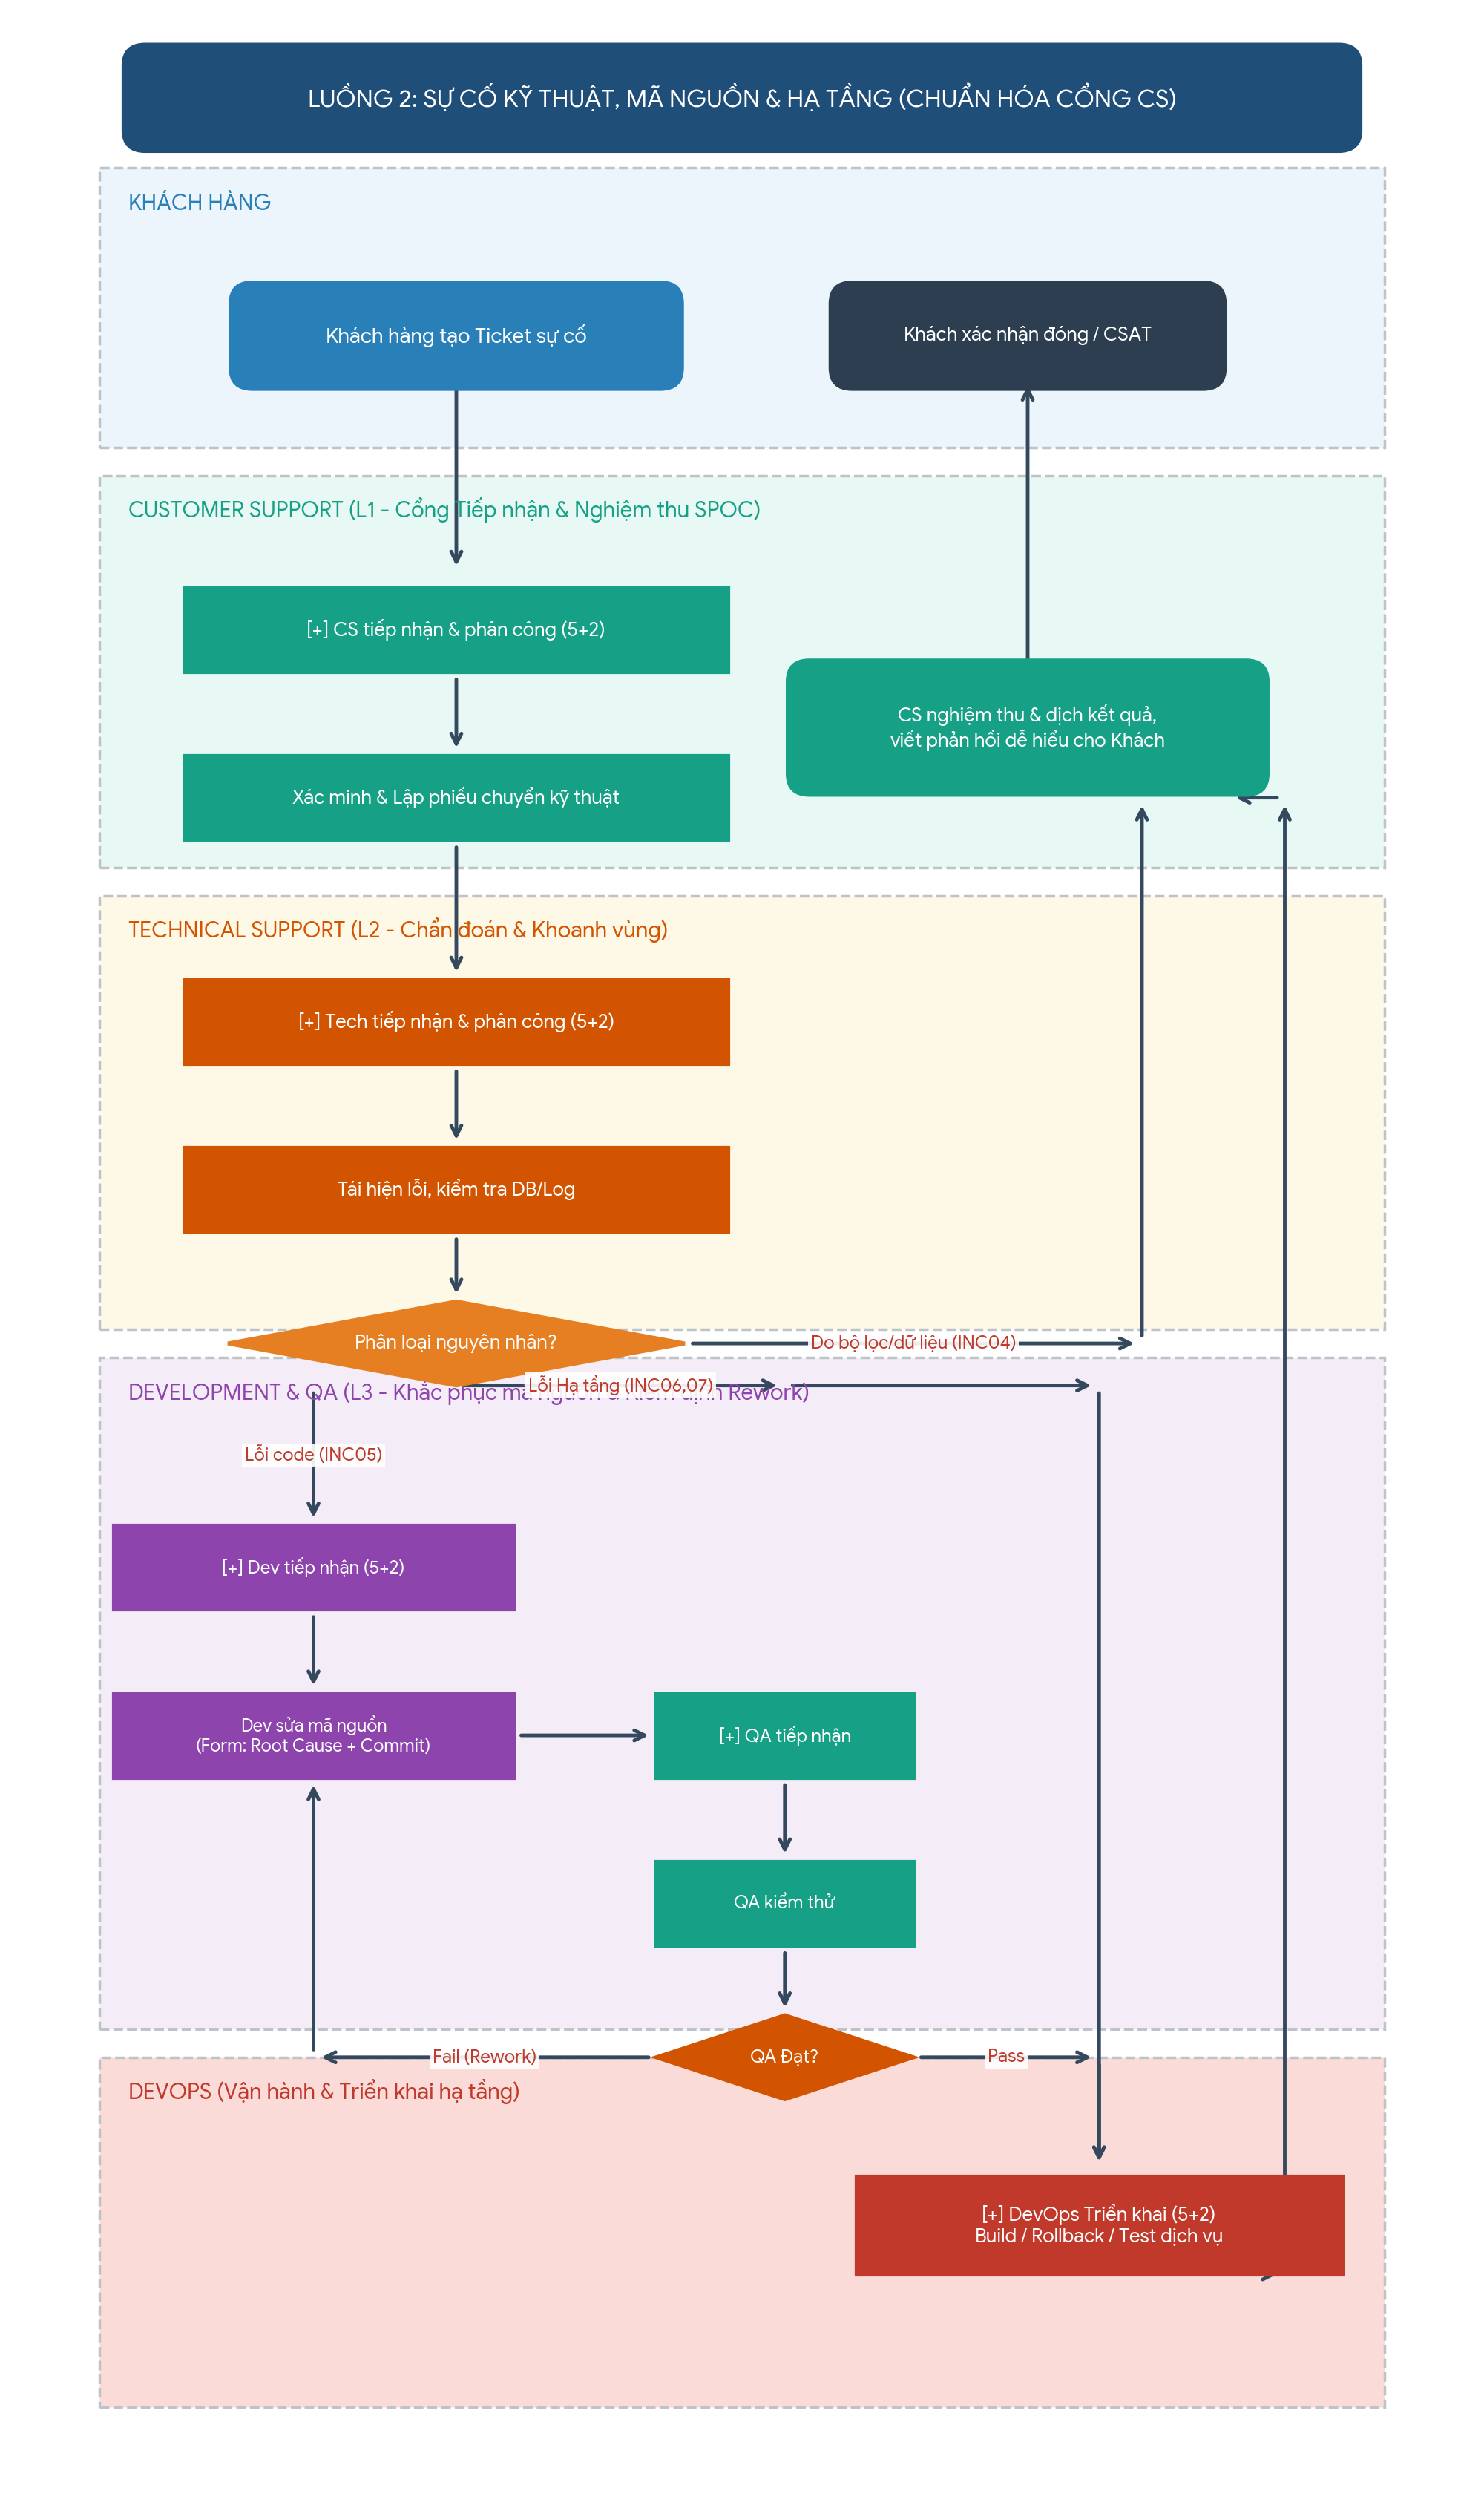 LUỒNG 2: SỰ CỐ KỸ THUẬT, MÃ NGUỒN & HẠ TẦNG (CHUẨN HÓA CỔNG CS)
KHÁCH HÀNG
Khách hàng tạo Ticket sự cố
Khách xác nhận đóng / CSAT
CUSTOMER SUPPORT (L1 - Cổng Tiếp nhận & Nghiệm thu SPOC)
[+] CS tiếp nhận & phân công (5+2)
CS nghiệm thu & dịch kết quả,
viết phản hồi dễ hiểu cho Khách
Xác minh & Lập phiếu chuyển kỹ thuật
TECHNICAL SUPPORT (L2 - Chẩn đoán & Khoanh vùng)
[+] Tech tiếp nhận & phân công (5+2)
Tái hiện lỗi, kiểm tra DB/Log
Phân loại nguyên nhân?
Do bộ lọc/dữ liệu (INC04)
Lỗi Hạ tầng (INC06,07)
DEVELOPMENT & QA (L3 - Khắc phục mã nguồn & Kiểm định Rework)
Lỗi code (INC05)
[+] Dev tiếp nhận (5+2)
Dev sửa mã nguồn
(Form: Root Cause + Commit)
[+] QA tiếp nhận
QA kiểm thử
Fail (Rework)
QA Đạt?
Pass
DEVOPS (Vận hành & Triển khai hạ tầng)
[+] DevOps Triển khai (5+2)
Build / Rollback / Test dịch vụ